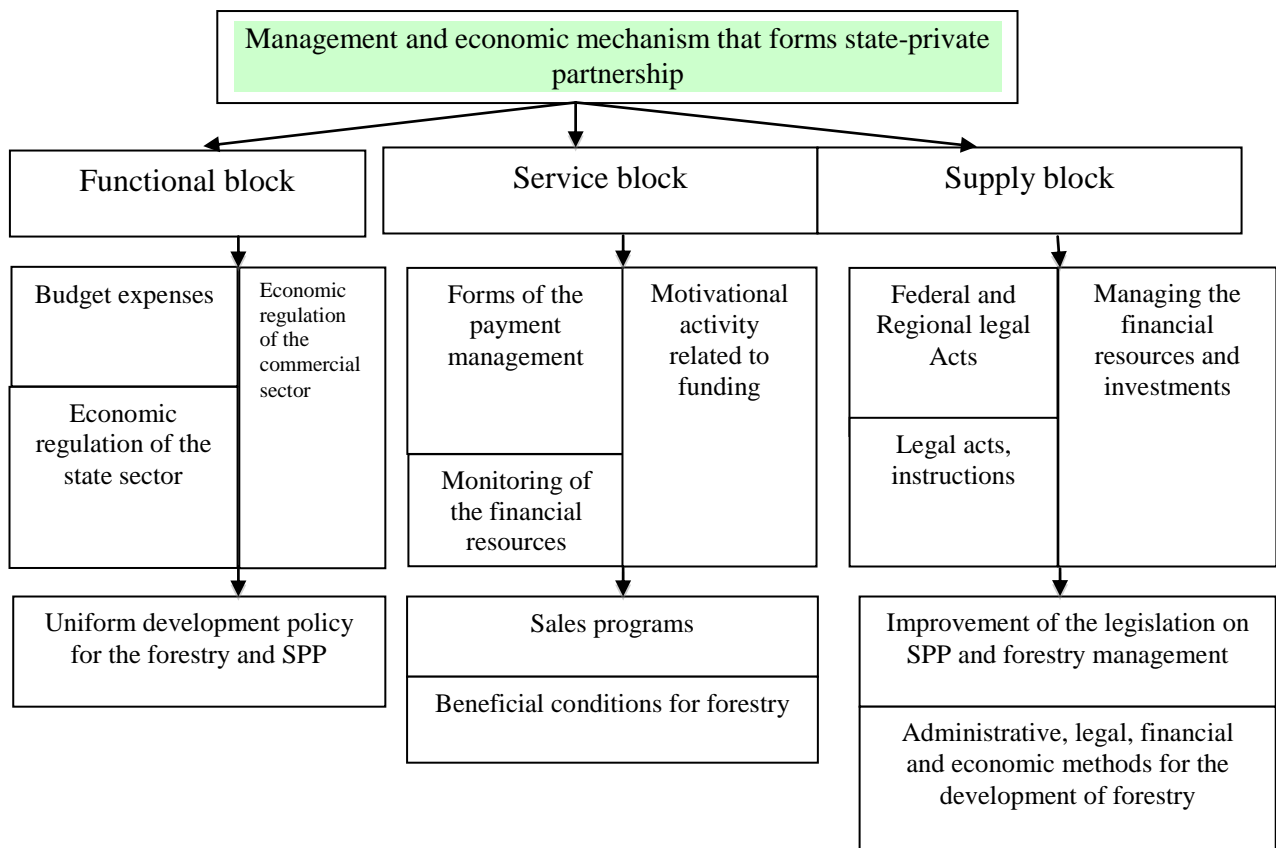 Management and economic mechanism that forms state-private
partnership
Functional block
Service block
Supply block
Budget expenses
Economic
regulation
of the
commercial
sector
Economic
regulation of the
state sector
Forms of the
payment
management
Motivational
activity
related to
funding
Monitoring of
the financial
resources
Federal and
Regional legal
Acts
Managing the
financial
resources and
investments
Legal acts,
instructions
Uniform development policy
for the forestry and SPP
Sales programs
Beneficial conditions for forestry
Improvement of the legislation on
SPP and forestry management
Administrative, legal, financial
and economic methods for the
development of forestry